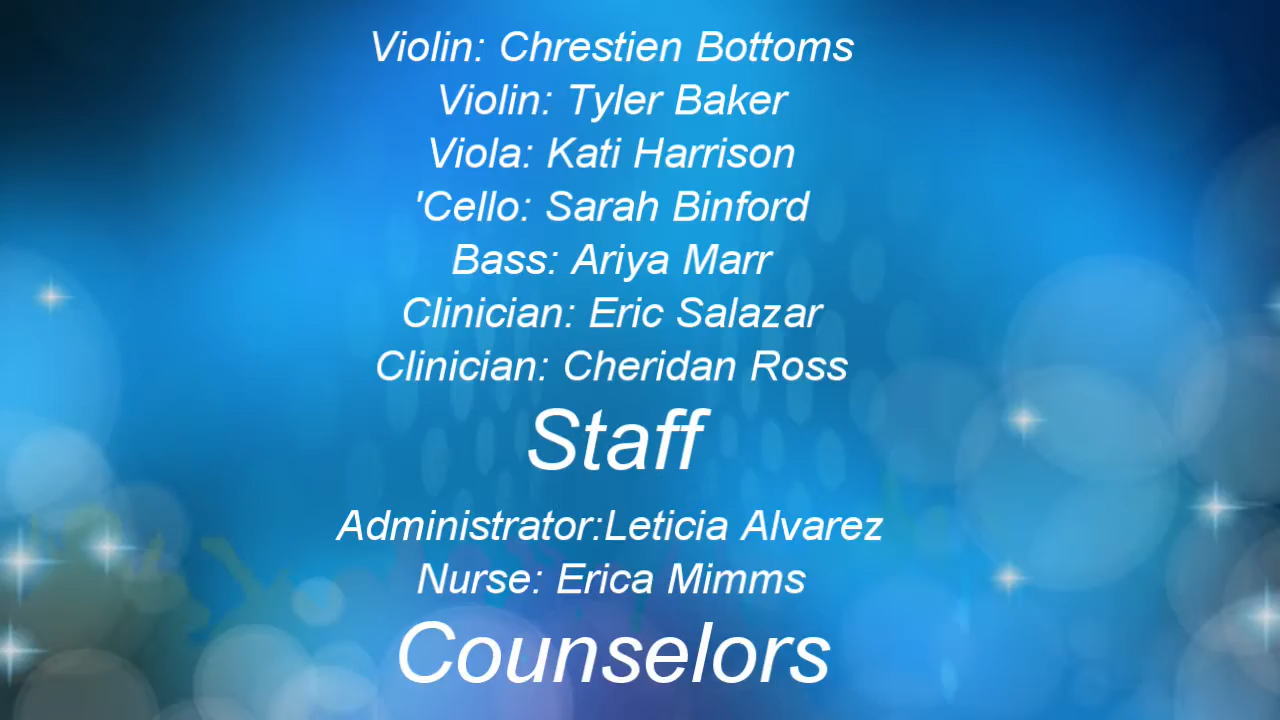 Violin: Chrestien Bottoms
Violin: Tyler Baker
Viola: Kati Harrison
'Cello: Sarah Binford
Bass: Ariya Marr
Clinician: Eric Salazar
Clinician: Cheridan Ross
Staff
Administrator:Leticia Alvarez
Nurse: Erica Mimms
Counselors